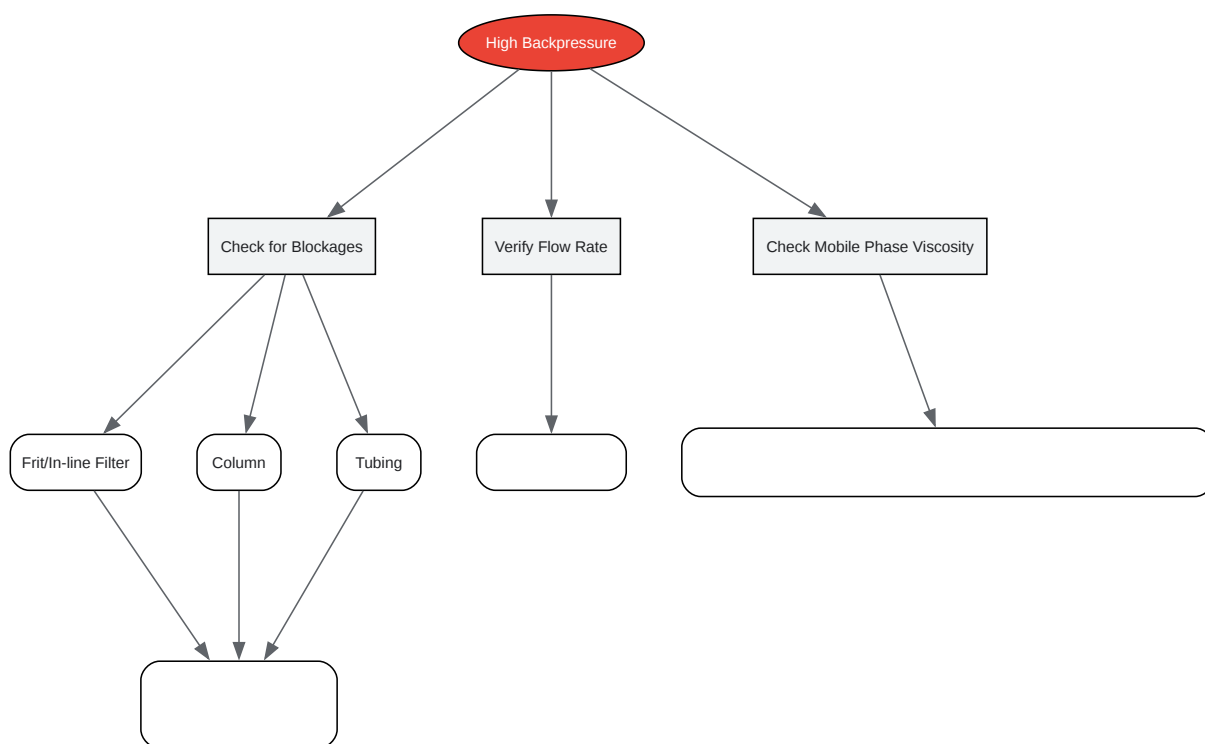 High Backpressure
Check for Blockages
Verify Flow Rate
Check Mobile Phase Viscosity
Frit/In-line Filter
Column
Tubing